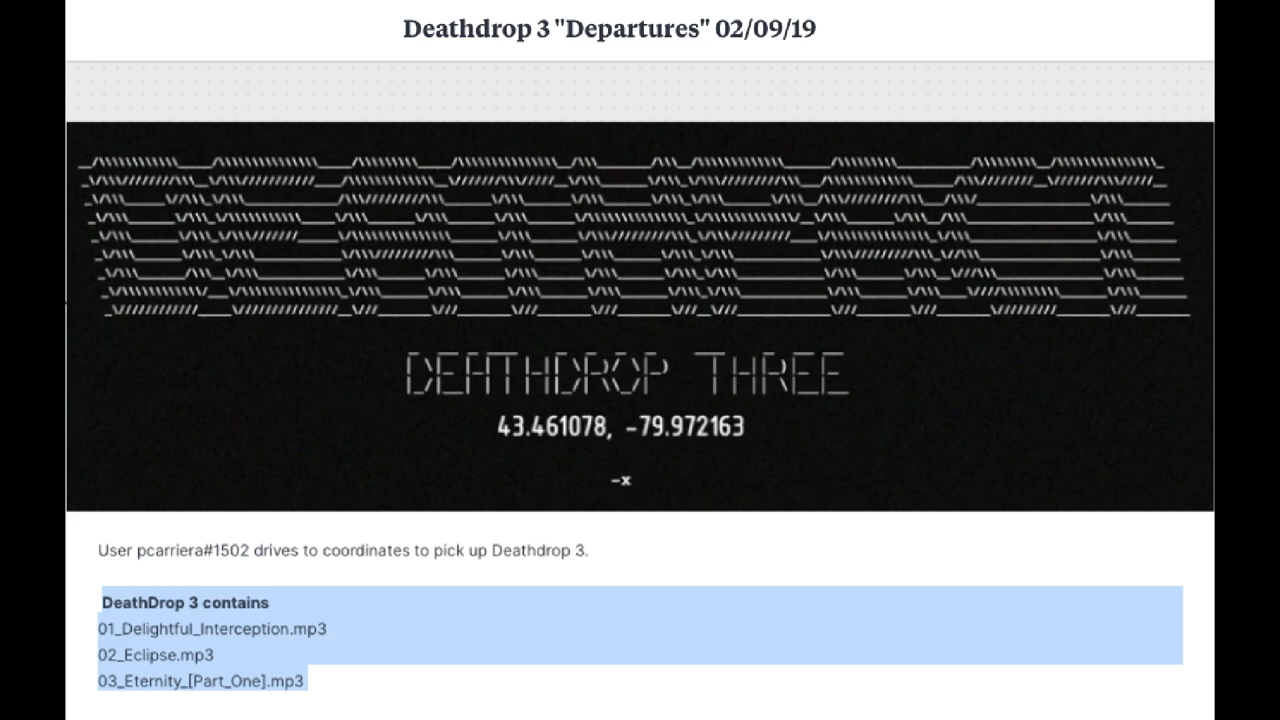 Deathdrop 3 "Departures" 02/09/19
DEATHPACT
DEATHDROP THREE
43.461078, -79.972163
-x
User pcarriera#1502 drives to coordinates to pick up Deathdrop 3.
DeathDrop 3 contains
01_Delightful_Interception.mp3
02_Eclipse.mp3
03_Eternity_[Part_One].mp3